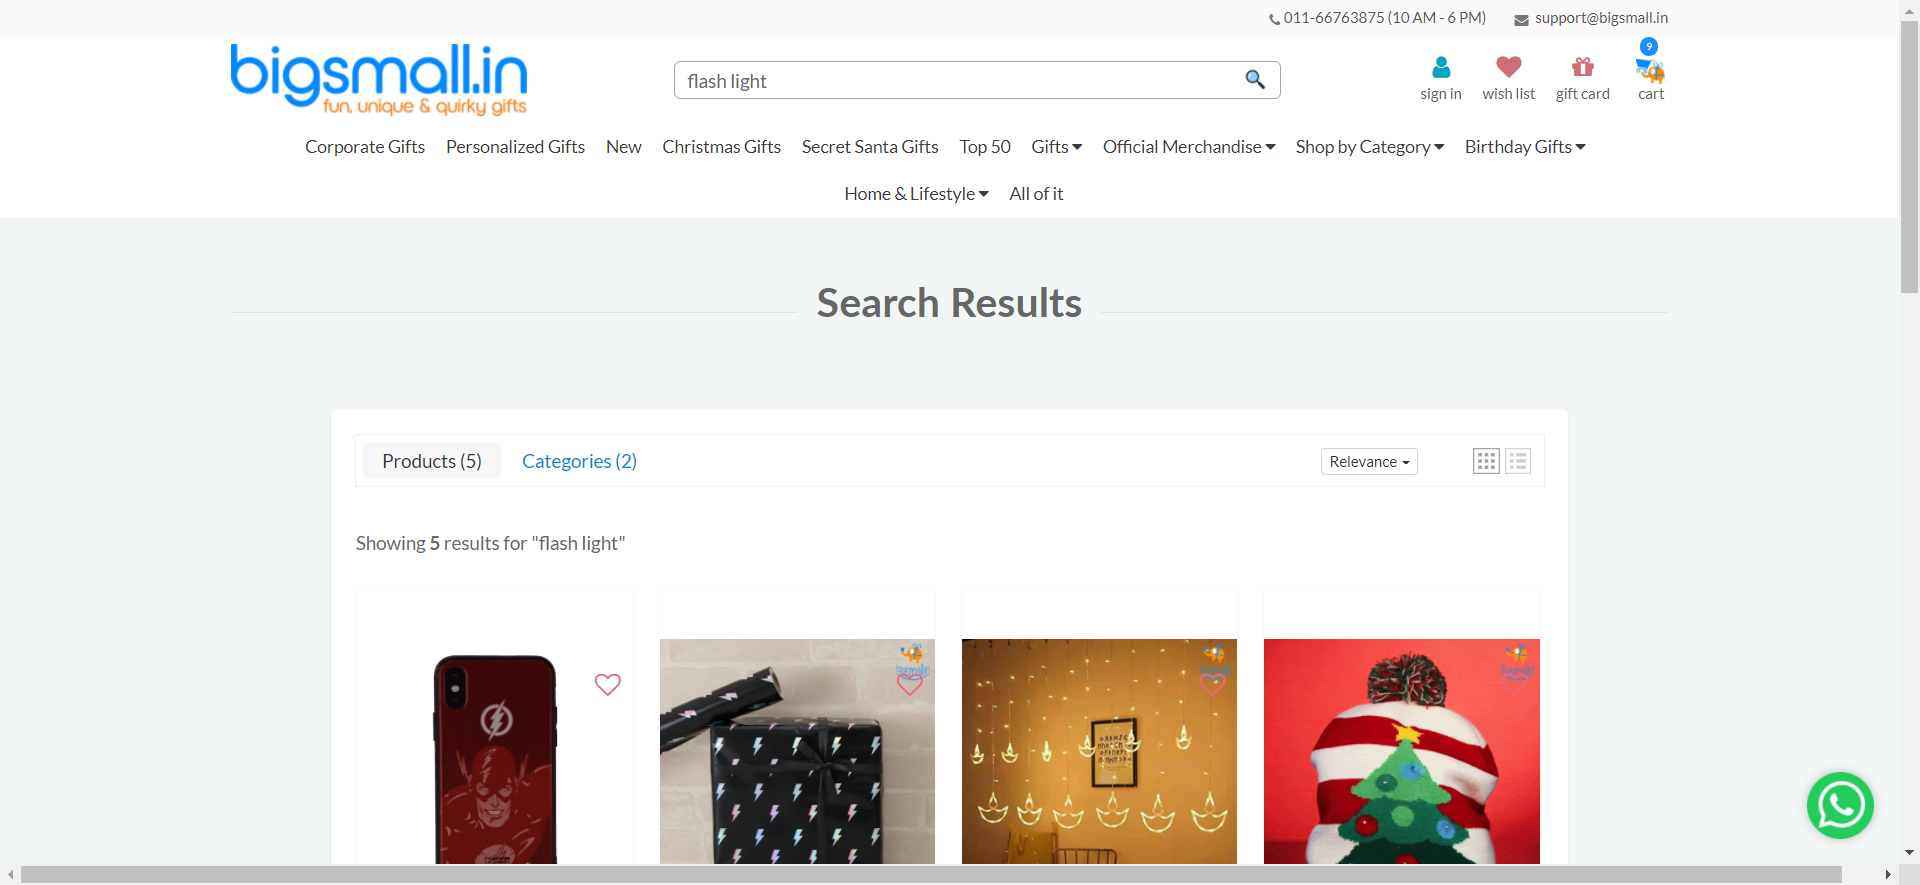 011-66763875 (10 AM - 6 PM) support@bigsmall.in
bigsmall.in
fun, unique & quirky gifts
flash light
9
sign in wish list gift card cart
Corporate Gifts Personalized Gifts New Christmas Gifts Secret Santa Gifts Top 50 Gifts Official Merchandise Shop by Category Birthday Gifts
Home & Lifestyle All of it
Search Results
Products (5) Categories (2) Relevance
Showing 5 results for "flash light"
bigsmall.in